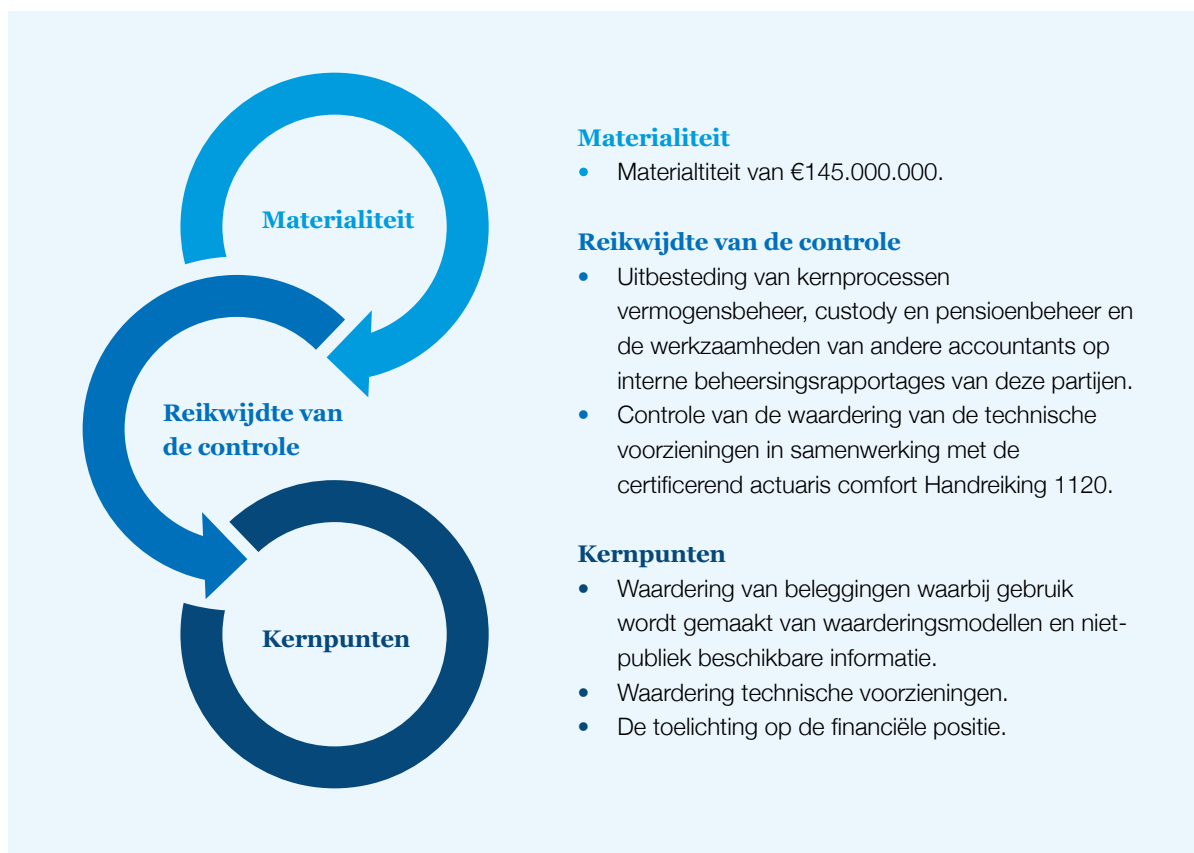 Materialiteit
Reikwijdte van
de controle
Kernpunten
Materialiteit
• Materialtiteit van €145.000.000.
Reikwijdte van de controle
• Uitbesteding van kernprocessen
vermogensbeheer, custody en pensioenbeheer en
de werkzaamheden van andere accountants op
interne beheersingsrapportages van deze partijen.
• Controle van de waardering van de technische
voorzieningen in samenwerking met de
certificerend actuaris comfort Handreiking 1120.
Kernpunten
• Waardering van beleggingen waarbij gebruik
wordt gemaakt van waarderingsmodellen en niet-
publiek beschikbare informatie.
• Waardering technische voorzieningen.
• De toelichting op de financiële positie.